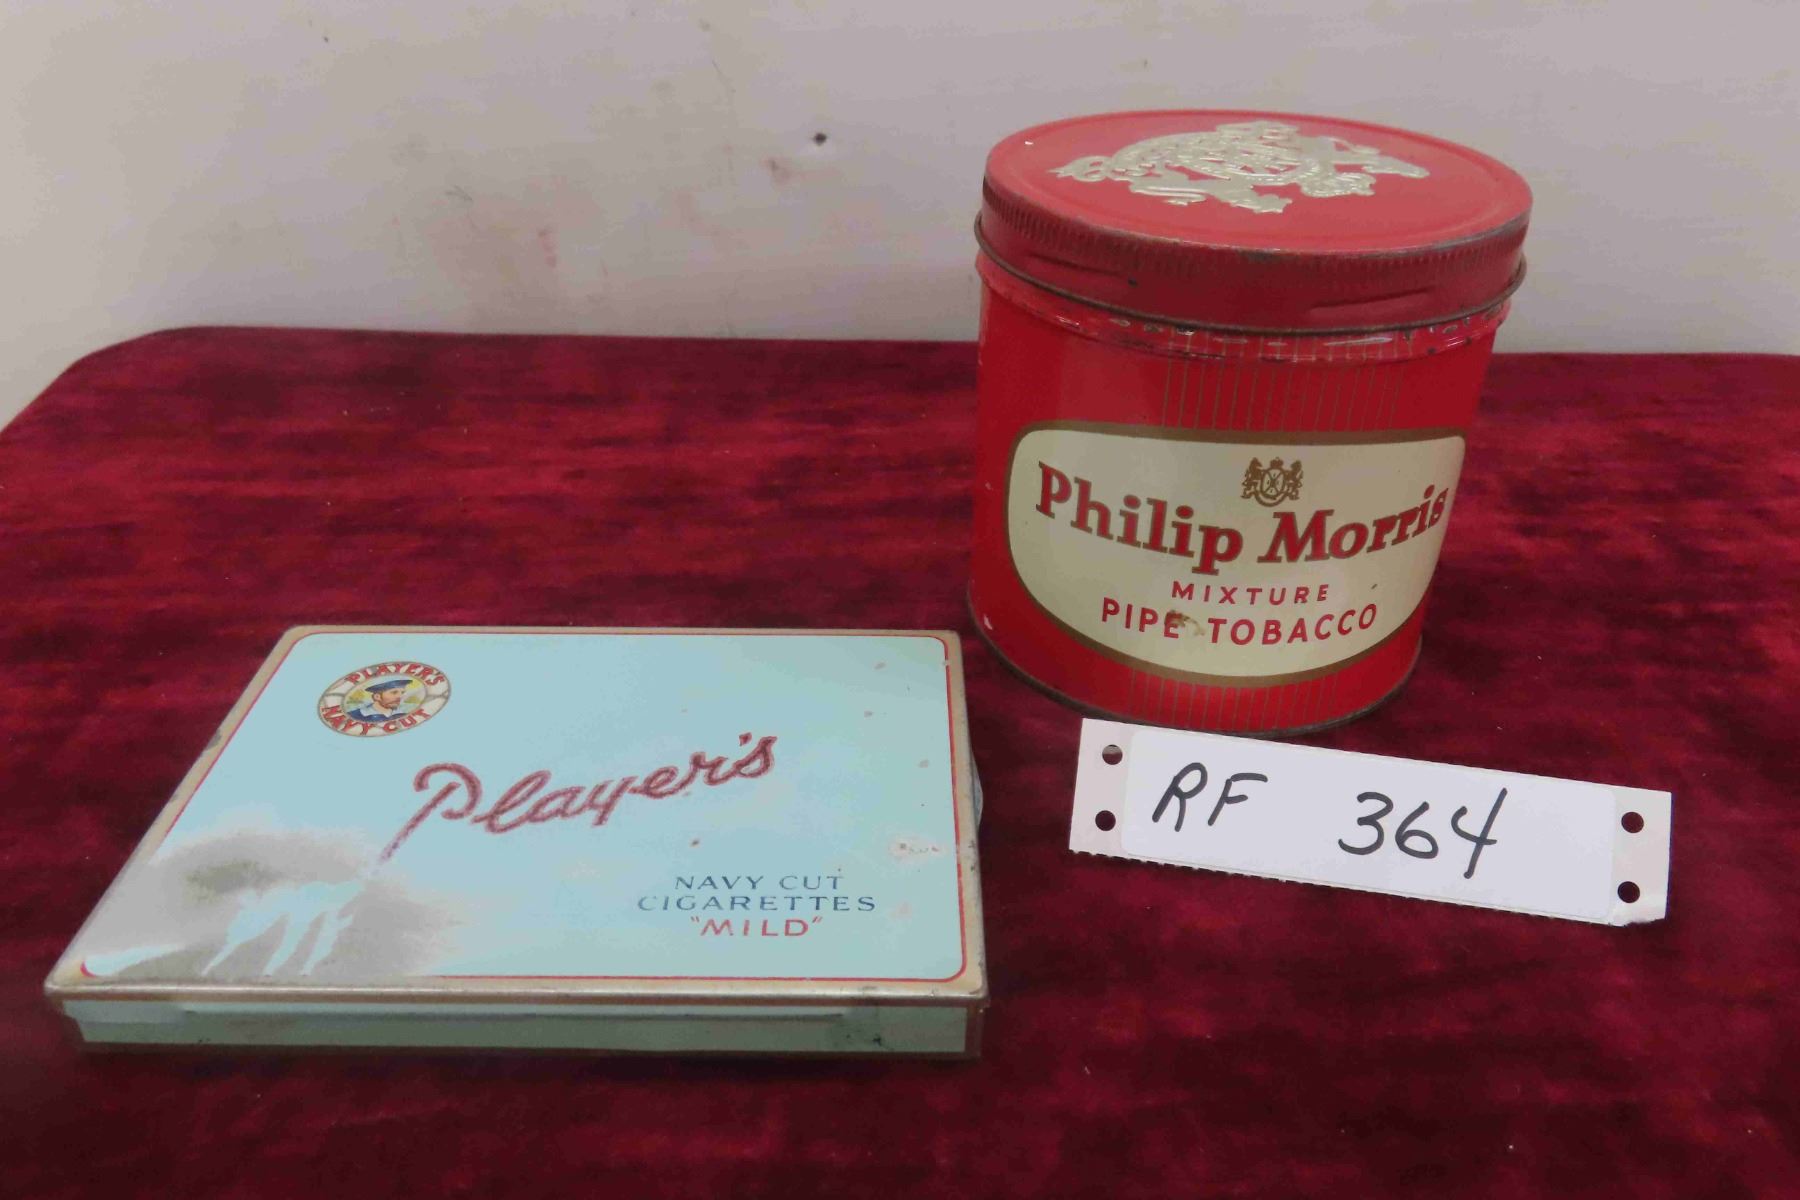 Philip Morris
MIXTURE
PIPE TOBACCO
PLAYER'S
NAVY CUT
Player's
NAVY CUT
CIGARETTES
"MILD"
RF 364